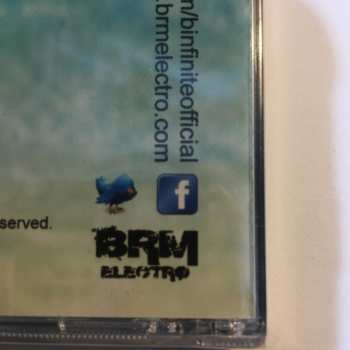 m/binfiniteofficial
.brmelectro.com
served.
f
BRM
ELECTRO